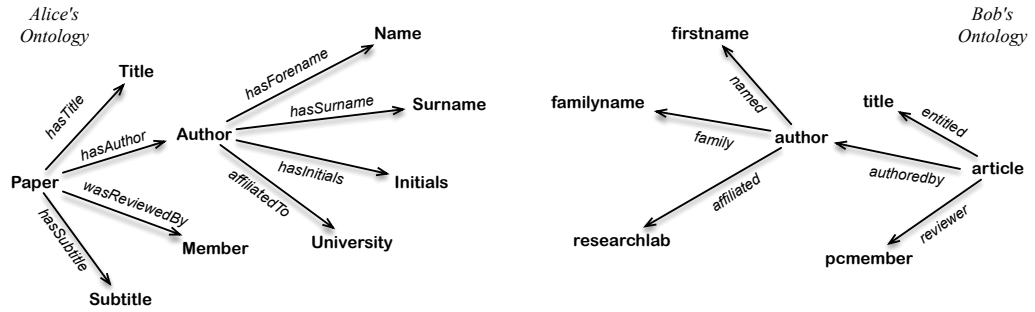 Alice's
Ontology
Title
hasTitle
hasAuthor
Paper
wasReviewedBy
Member
hasSubtitle
Subtitle
Author
hasForename
Name
hasSurname
Surname
hasInitials
Initials
affiliatedTo
University
Bob's
Ontology
firstname
named
familyname
family
author
affiliated
researchlab
title
entitled
authoredby
article
reviewer
pcmember